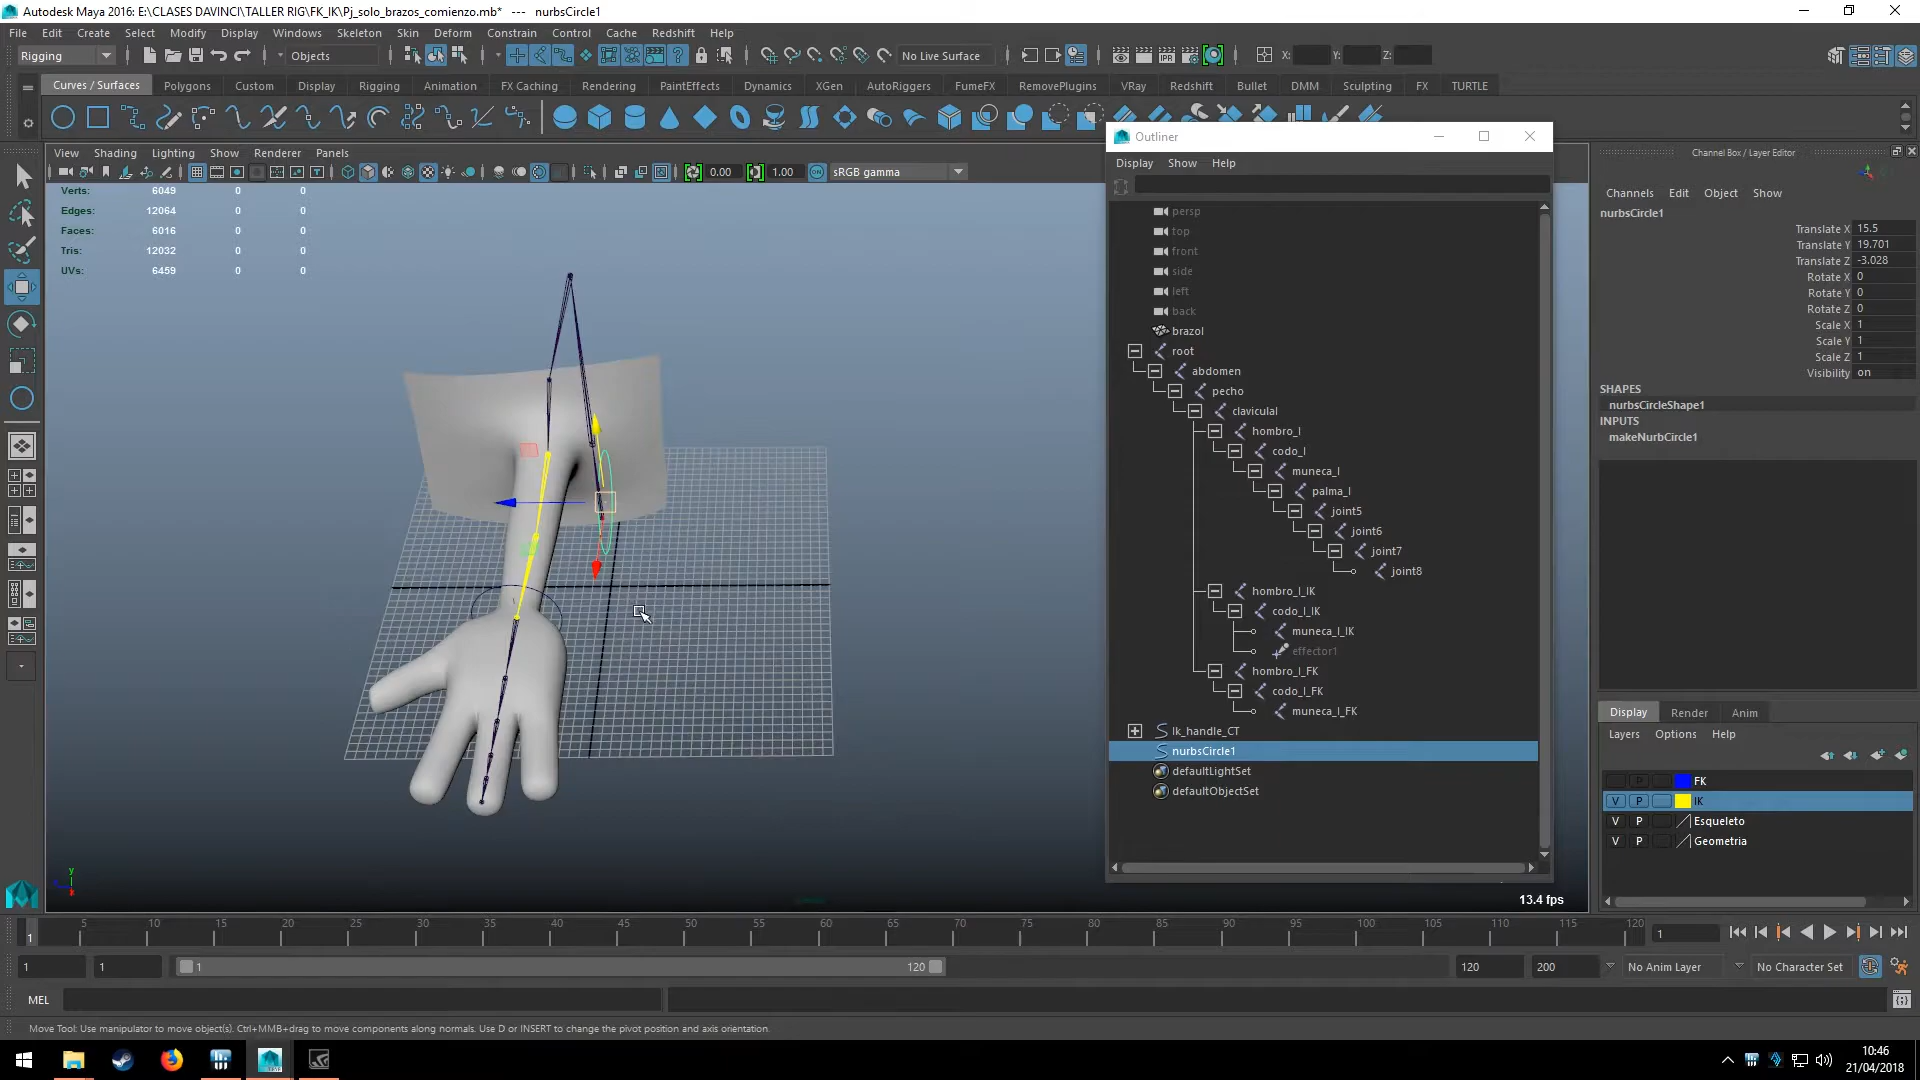 Autodesk Maya 2016: E:\CLASES DAVINCI\TALLER RIG\FK_IK\Pj_solo_brazos_comienzo.mb* --- nurbsCircle1
File Edit Create Select Modify Display Windows Skeleton Skin Deform Constrain Control Cache Redshift Help
Rigging Objects No Live Surface X: Y: Z:
Curves / Surfaces Polygons Custom Display Rigging Animation FX Caching Rendering PaintEffects Dynamics XGen AutoRiggers FumeFX RemovePlugins VRay Redshift Bullet DMM Sculpting FX TURTLE
View Shading Lighting Show Renderer Panels
0.00 1.00 sRGB gamma
Verts: 6049 0 0
Edges: 12064 0 0
Faces: 6016 0 0
Tris: 12032 0 0
UVs: 6459 0 0
13.4 fps
Outliner
Display Show Help
persp
top
front
side
left
back
brazol
root
abdomen
pecho
claviculal
hombro_l
codo_l
muneca_l
palma_l
joint5
joint6
joint7
joint8
hombro_l_IK
codo_l_IK
muneca_l_IK
effector1
hombro_l_FK
codo_l_FK
muneca_l_FK
Ik_handle_CT
nurbsCircle1
defaultLightSet
defaultObjectSet
Channel Box / Layer Editor
Channels Edit Object Show
nurbsCircle1
Translate X 15.5
Translate Y 19.701
Translate Z -3.028
Rotate X 0
Rotate Y 0
Rotate Z 0
Scale X 1
Scale Y 1
Scale Z 1
Visibility on
SHAPES
nurbsCircleShape1
INPUTS
makeNurbCircle1
Display Render Anim
Layers Options Help
P FK
V P IK
V P Esqueleto
V P Geometria
5 10 15 20 25 30 35 40 45 50 55 60 65 70 75 80 85 90 95 100 105 110 115 120
1 1
1 1 1 120 120 200 No Anim Layer No Character Set
MEL
Move Tool: Use manipulator to move object(s). Ctrl+MMB+drag to move components along normals. Use D or INSERT to change the pivot position and axis orientation.
10:46
21/04/2018